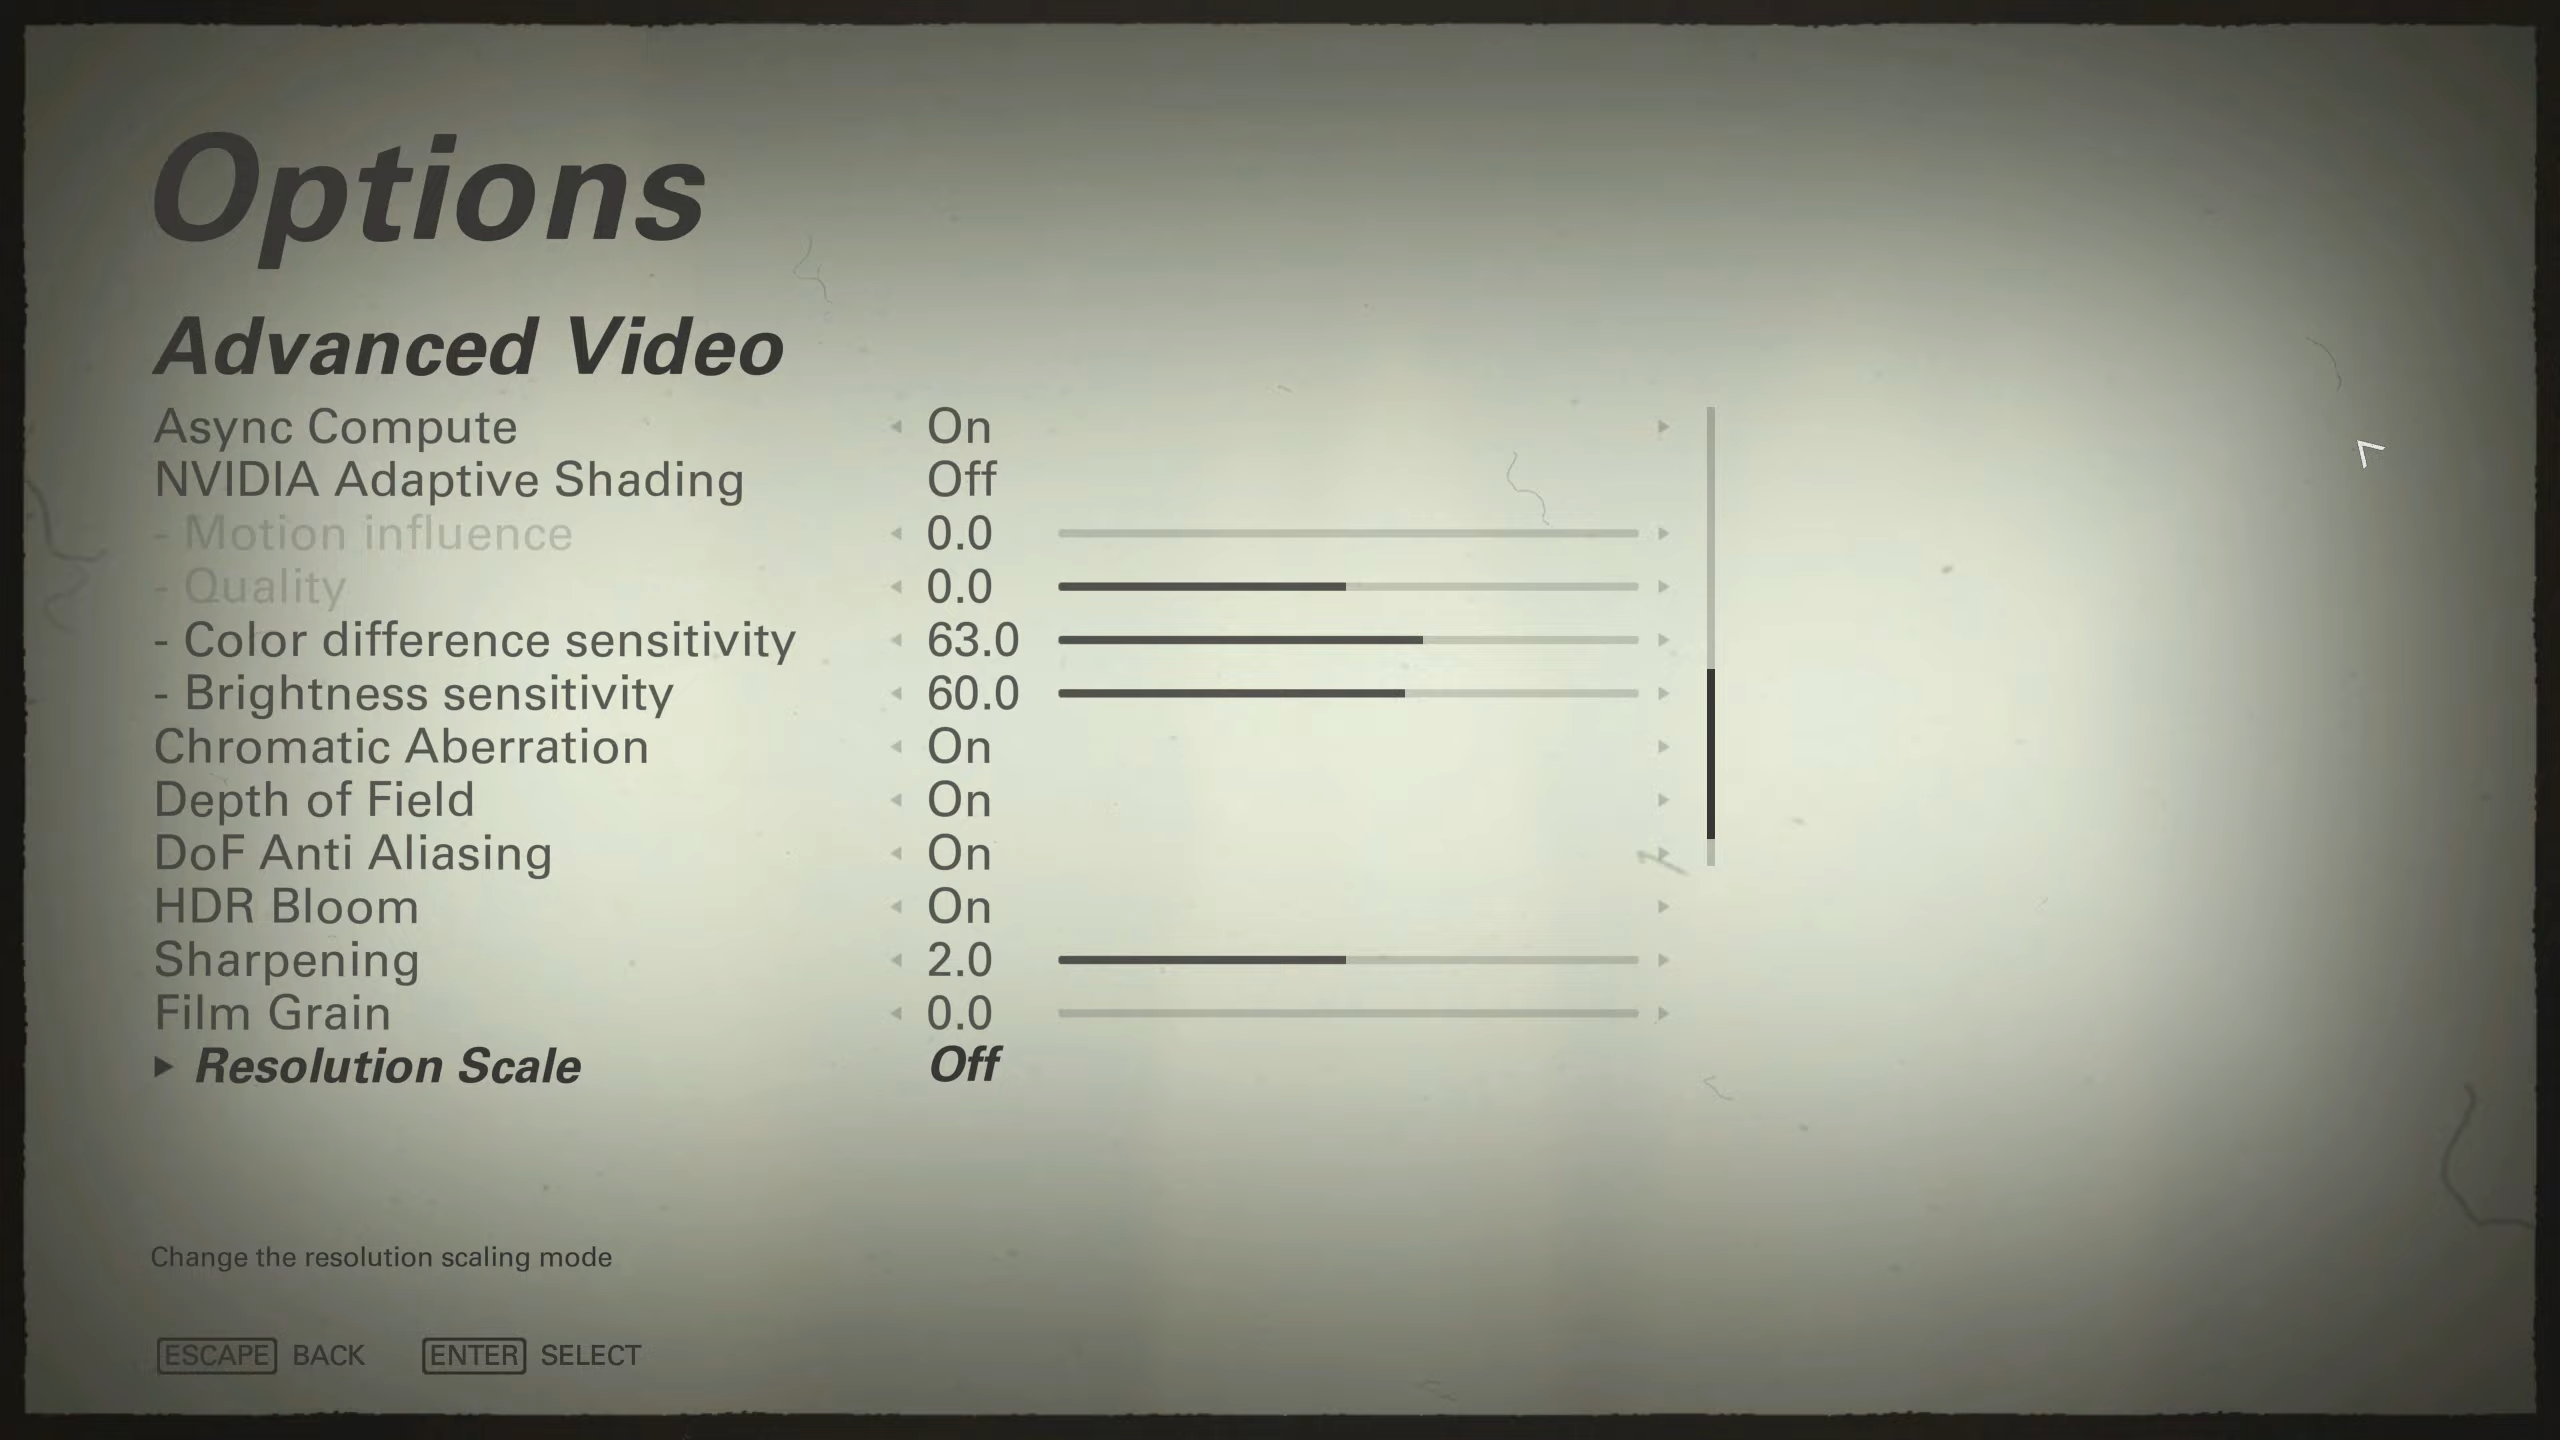 Options
Advanced Video
Async Compute On
NVIDIA Adaptive Shading Off
- Motion influence 0.0
- Quality 0.0
- Color difference sensitivity 63.0
- Brightness sensitivity 60.0
Chromatic Aberration On
Depth of Field On
DoF Anti Aliasing On
HDR Bloom On
Sharpening 2.0
Film Grain 0.0
Resolution Scale Off
Change the resolution scaling mode
ESCAPE BACK ENTER SELECT